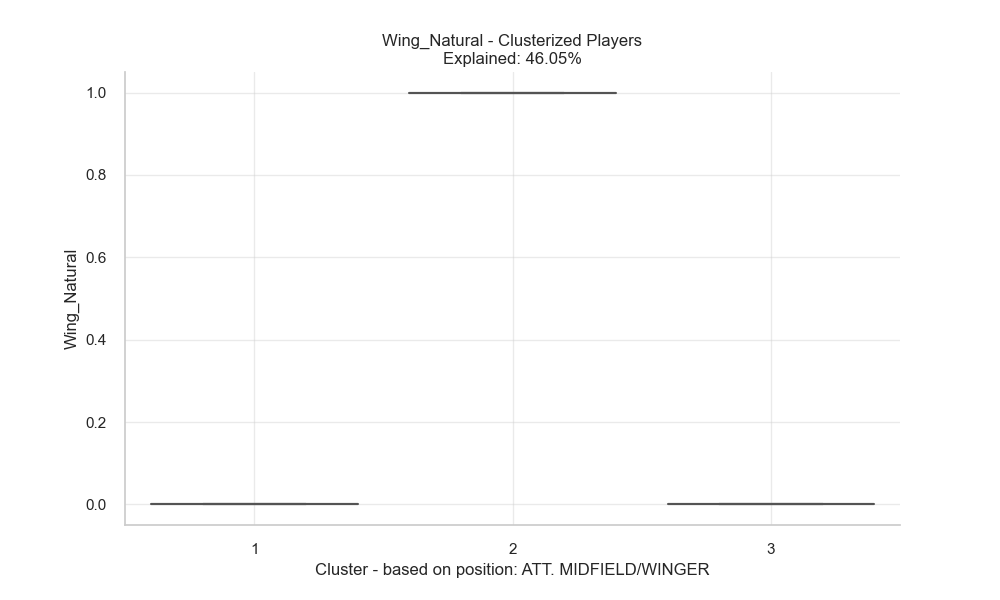 Wing_Natural - Clusterized Players
Explained: 46.05%
1.0
0.8
0.6
0.4
0.2
0.0
Wing_Natural
1 2 3
Cluster - based on position: ATT. MIDFIELD/WINGER